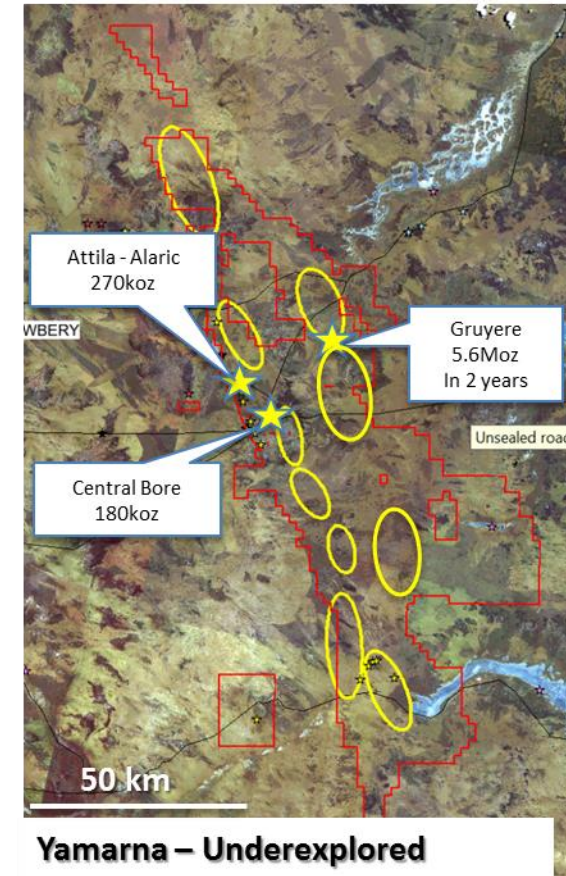 Attila - Alaric
270koz
WBERY
Gruyere
5.6Moz
In 2 years
Unsealed road
Central Bore
180koz
50 km
Yamarna – Underexplored